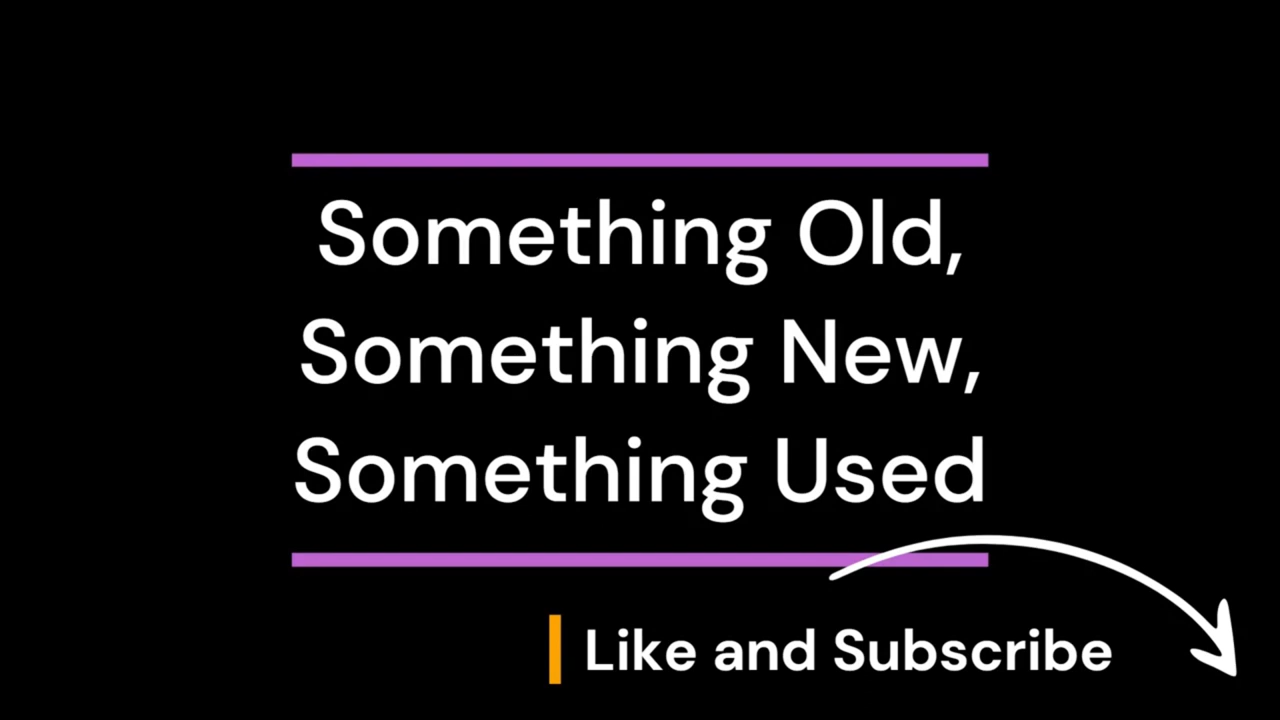 Something Old,
Something New,
Something Used
Like and Subscribe